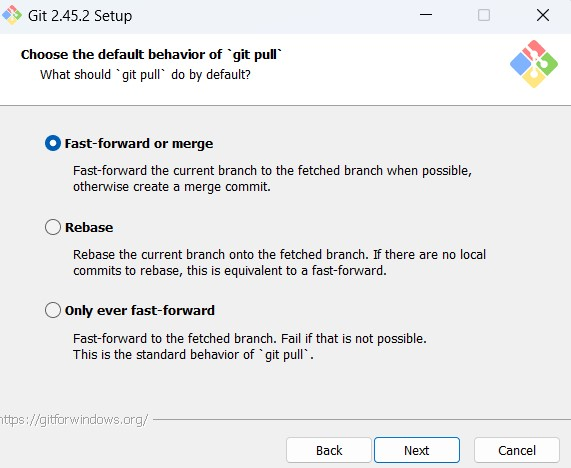 Git 2.45.2 Setup
Choose the default behavior of `git pull`
What should `git pull` do by default?
Fast-forward or merge
Fast-forward the current branch to the fetched branch when possible,
otherwise create a merge commit.
Rebase
Rebase the current branch onto the fetched branch. If there are no local
commits to rebase, this is equivalent to a fast-forward.
Only ever fast-forward
Fast-forward to the fetched branch. Fail if that is not possible.
This is the standard behavior of `git pull`.
https://gitforwindows.org/
Back
Next
Cancel